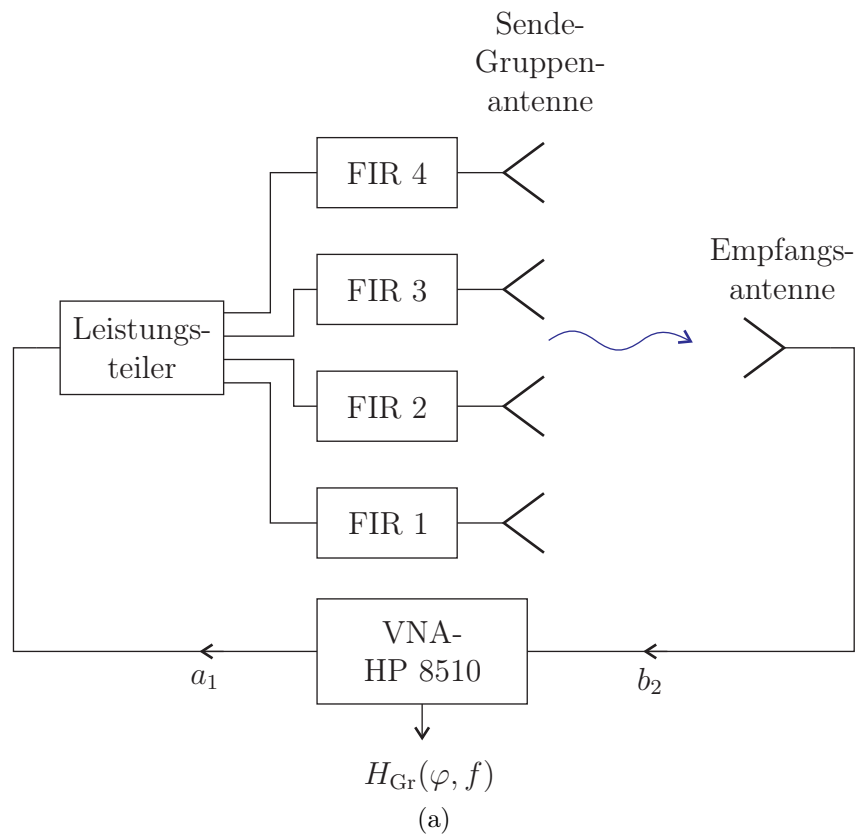 Sende-
Gruppen-
antenne
FIR 4
FIR 3
Empfangs-
antenne
Leistungs-
teiler
FIR 2
FIR 1
VNA-
HP 8510
a₁
b₂
H_Gr(φ, f)
(a)